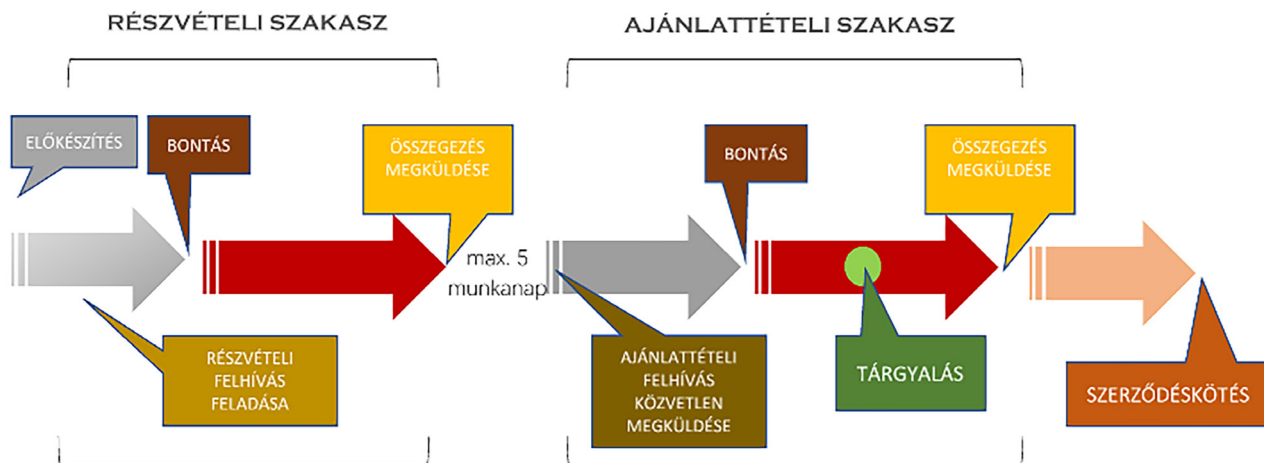 RÉSZVÉTELI SZAKASZ
AJÁNLATTÉTELI SZAKASZ
ELŐKÉSZÍTÉS
BONTÁS
ÖSSZEGEZÉS
MEGKÜLDÉSE
BONTÁS
ÖSSZEGEZÉS
MEGKÜLDÉSE
max. 5
munkanap
RÉSZVÉTELI
FELHÍVÁS
FELADÁSA
AJÁNLATTÉTELI
FELHÍVÁS
KÖZVETLEN
MEGKÜLDÉSE
TÁRGYALÁS
SZERZŐDÉSKÖTÉS